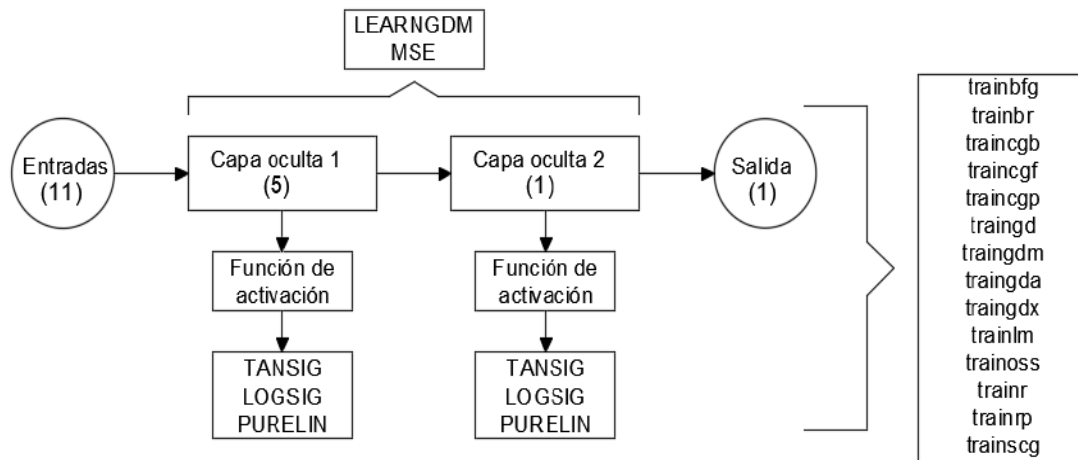 LEARNGDM
MSE
Entradas
(11)
Capa oculta 1
(5)
Capa oculta 2
(1)
Salida
(1)
Función de
activación
Función de
activación
TANSIG
LOGSIG
PURELIN
TANSIG
LOGSIG
PURELIN
trainbfg
trainbr
traincgb
traincgf
traincgp
traingd
traingdm
traingda
traingdx
trainlm
trainoss
trainr
trainrp
trainscg